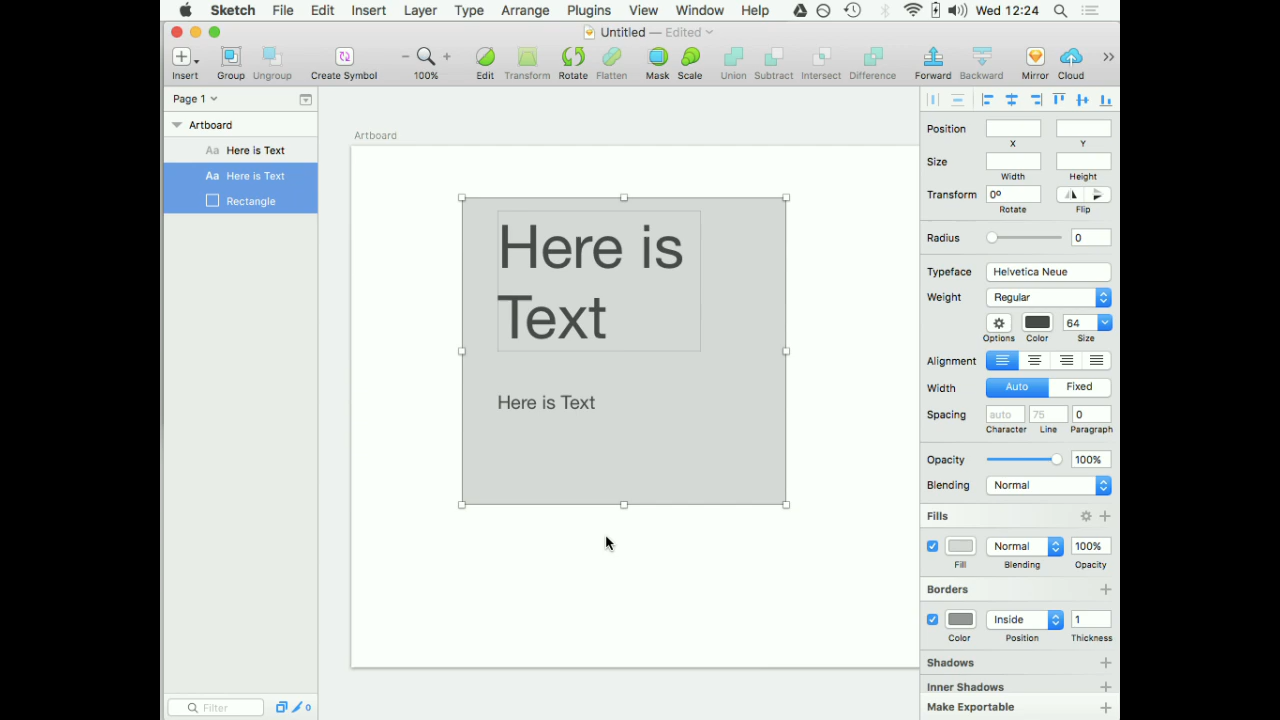 Sketch File Edit Insert Layer Type Arrange Plugins View Window Help Wed 12:24
Untitled — Edited
Insert Group Ungroup Create Symbol 100% Edit Transform Rotate Flatten Mask Scale Union Subtract Intersect Difference Forward Backward Mirror Cloud
Page 1
Artboard
Aa Here is Text
Aa Here is Text
Rectangle
Filter 0
Artboard
Here is
Text
Here is Text
Position
X Y
Size
Width Height
Transform 0º
Rotate Flip
Radius 0
Typeface Helvetica Neue
Weight Regular
64
Options Color Size
Alignment
Width Auto Fixed
Spacing auto 75 0
Character Line Paragraph
Opacity 100%
Blending Normal
Fills
Normal 100%
Fill Blending Opacity
Borders
Inside 1
Color Position Thickness
Shadows
Inner Shadows
Make Exportable